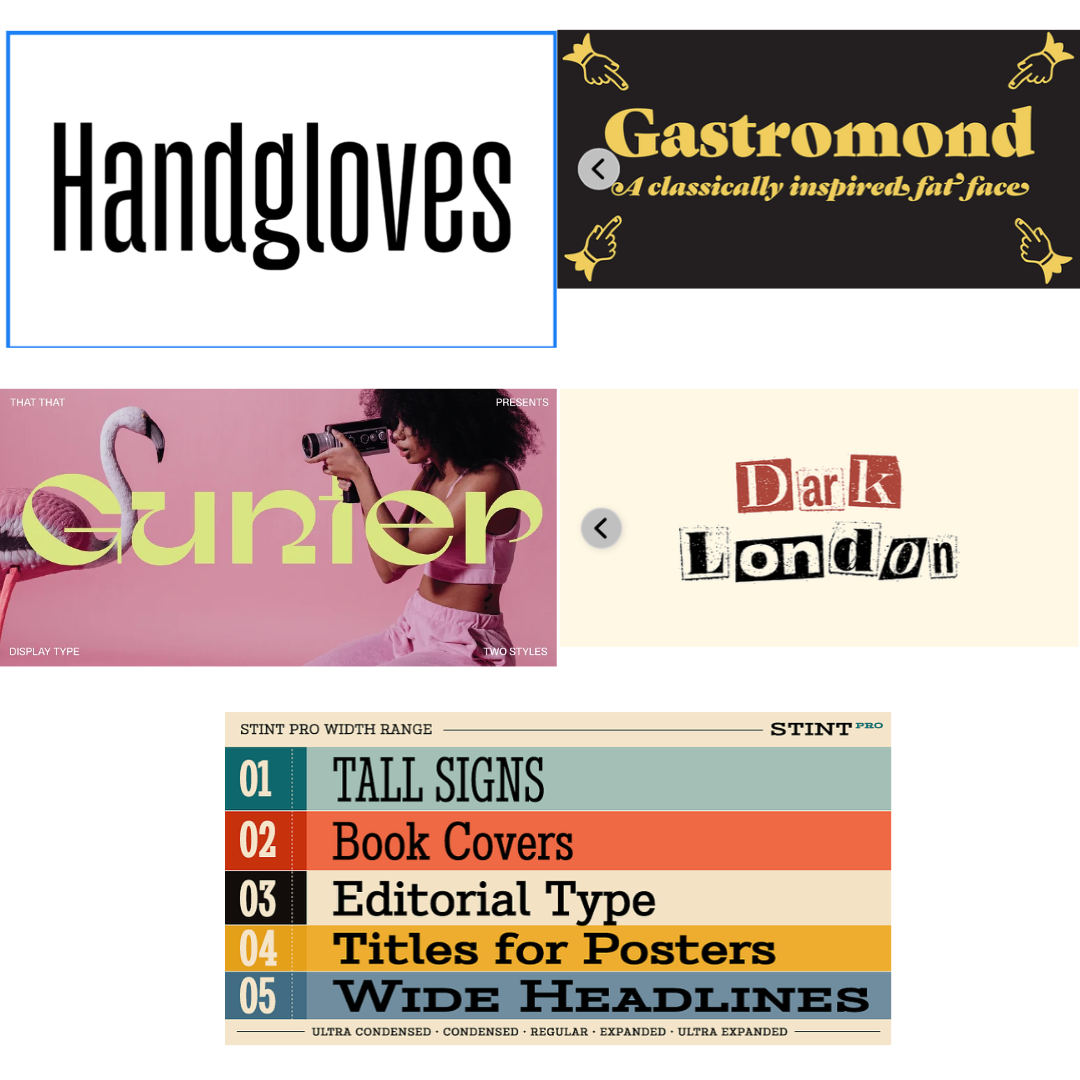 Handgloves
Gastromond
A classically inspired fat face
THAT THAT
PRESENTS
Gunter
DISPLAY TYPE
TWO STYLES
Dark
London
STINT PRO WIDTH RANGE
STINT PRO
01 TALL SIGNS
02 Book Covers
03 Editorial Type
04 Titles for Posters
05 WIDE HEADLINES
ULTRA CONDENSED · CONDENSED · REGULAR · EXPANDED · ULTRA EXPANDED